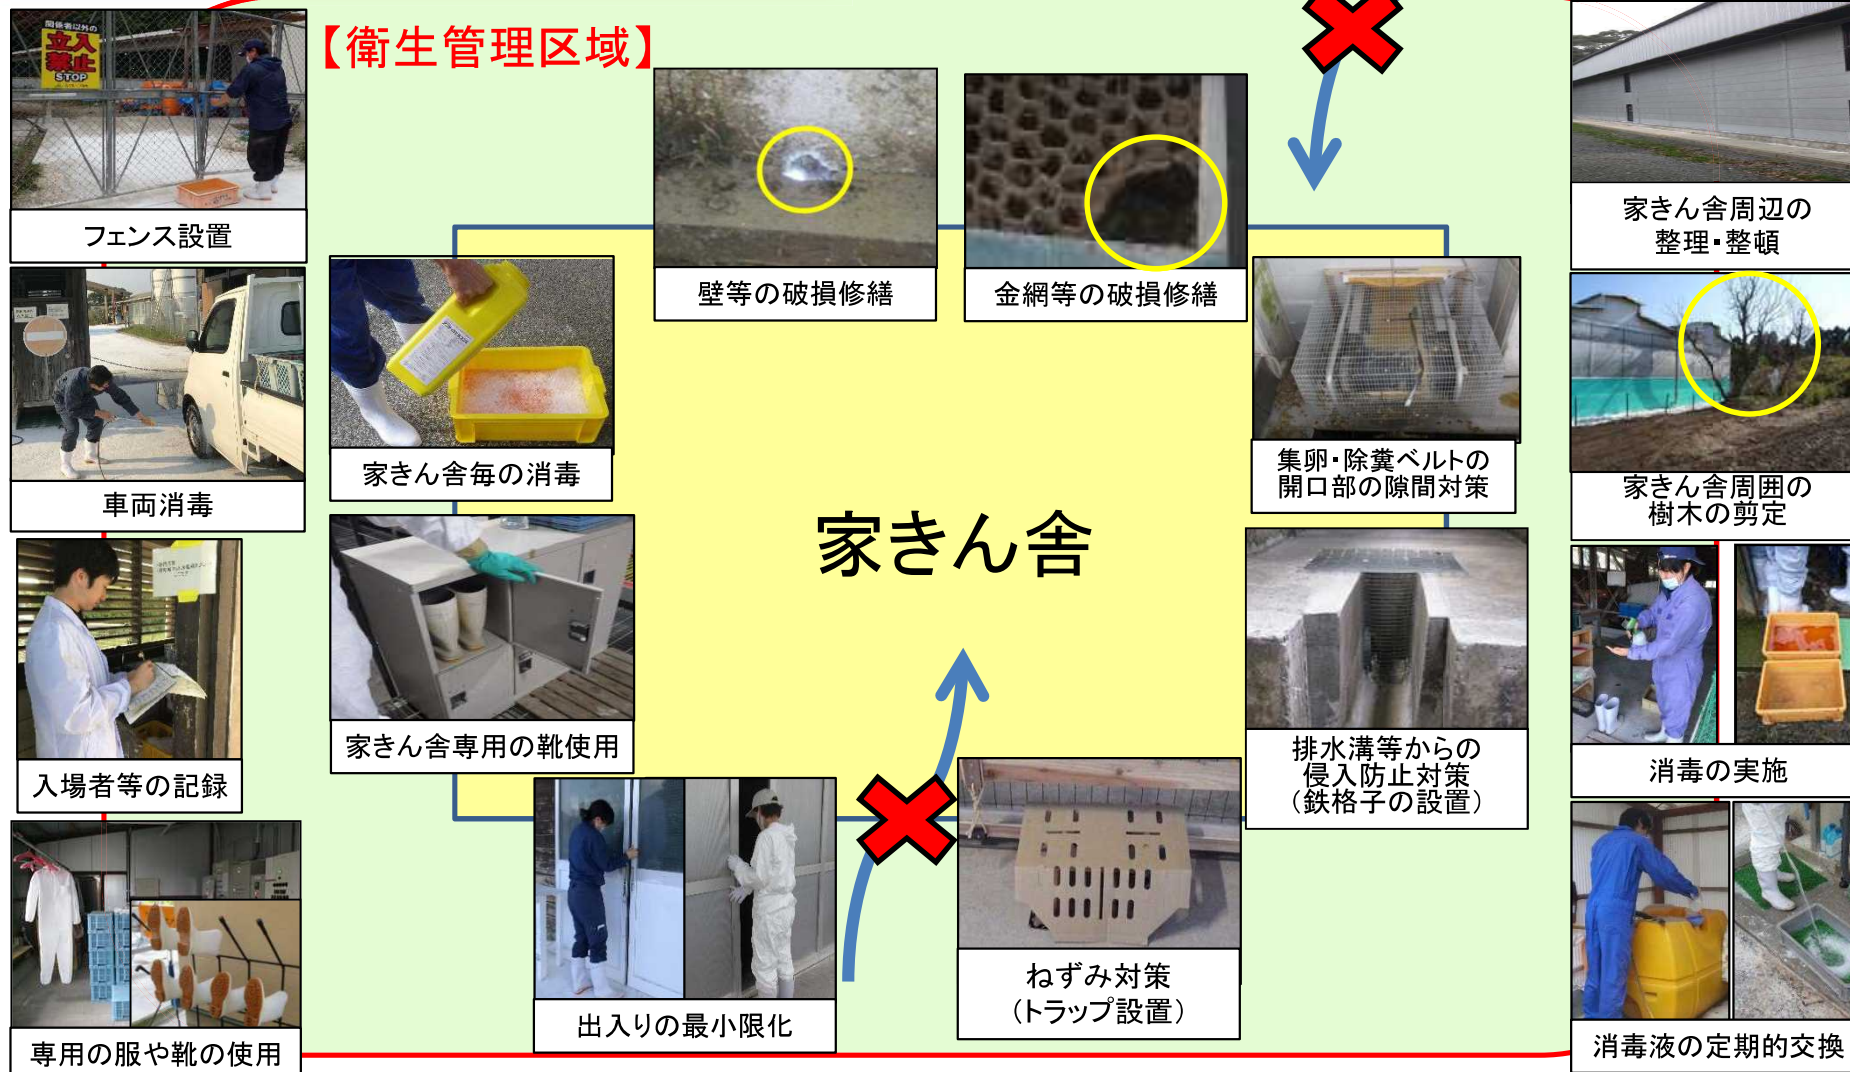 【衛生管理区域】
関係者以外の
立入
禁止
STOP
フェンス設置
車両消毒
入場者等の記録
専用の服や靴の使用
壁等の破損修繕
金網等の破損修繕
家きん舎毎の消毒
家きん舎専用の靴使用
家きん舎
集卵・除糞ベルトの
開口部の隙間対策
排水溝等からの
侵入防止対策
（鉄格子の設置）
出入りの最小限化
ねずみ対策
（トラップ設置）
家きん舎周辺の
整理・整頓
家きん舎周囲の
樹木の剪定
消毒の実施
消毒液の定期的交換